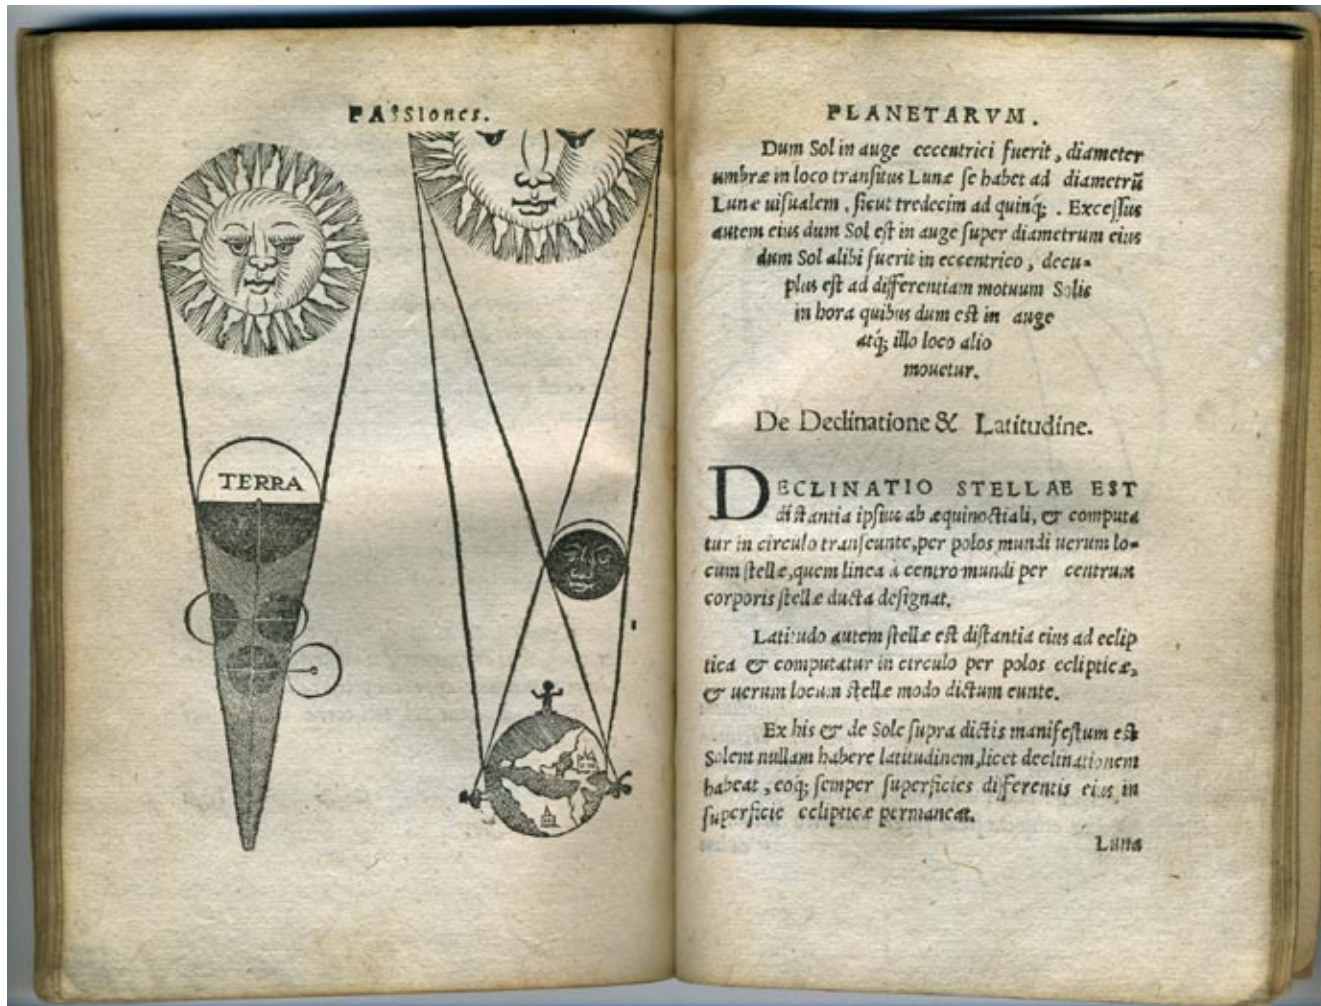 PASSiones.
TERRA
PLANETARVM.
Dum Sol in auge eccentrici fuerit, diameter
umbræ in loco transitus Lunæ se habet ad diametrū
Lunæ uisualem, sicut tredecim ad quinq;. Excessus
autem eius dum Sol est in auge super diametrum eius
dum Sol alibi fuerit in eccentrico, decu-
plus est ad differentiam motuum Solis
in hora quibus dum est in auge
atq́; illo loco alio
mouetur.
De Declinatione & Latitudine.
DECLINATIO STELLAE EST
distantia ipsius ab æquinoctiali, & computa
tur in circulo transeunte, per polos mundi uerum lo-
cum stellæ, quem linea à centro mundi per centrum
corporis stellæ ducta designat.
Latitudo autem stellæ est distantia eius ad eclip
tica & computatur in circulo per polos eclipticæ,
& uerum locum stellæ modo dictum eunte.
Ex his & de Sole supra dictis manifestum est
Solem nullam habere latitudinem, licet declinationem
habeat, eoq́; semper superficies differentis eius in
superficie eclipticæ permaneat.
Luna